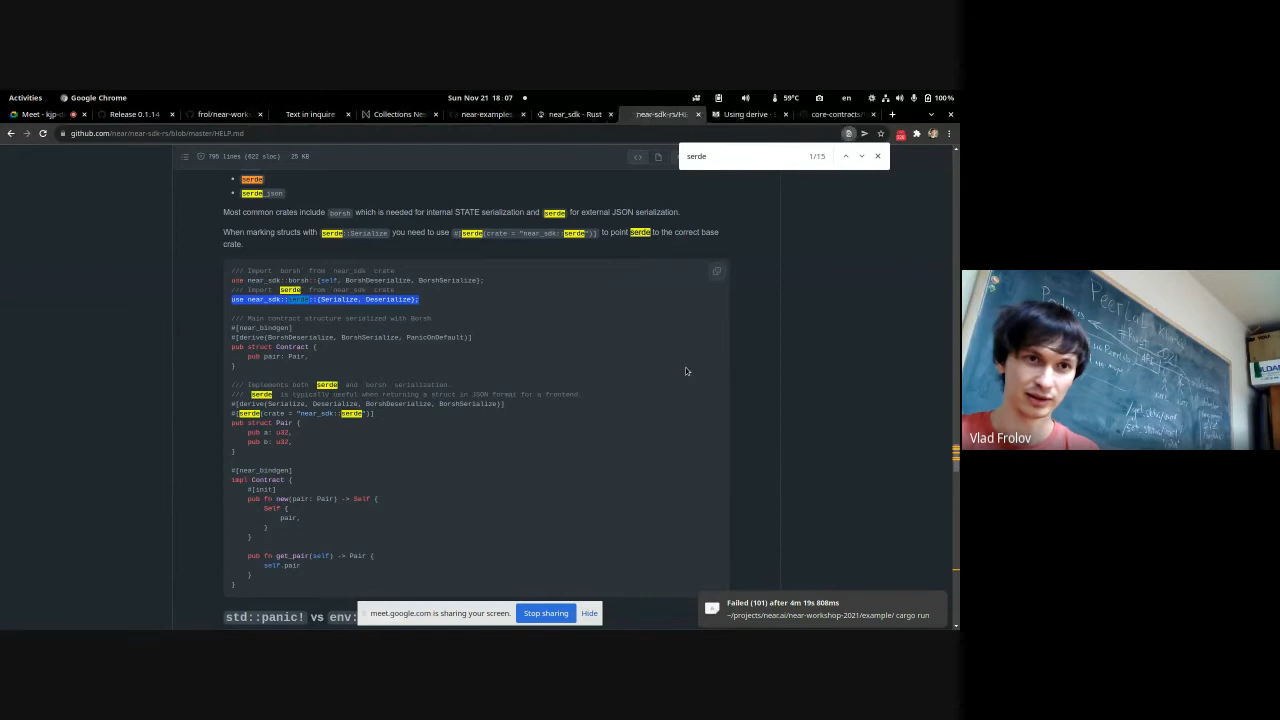 Activities
Google Chrome
Sun Nov 21 18:07
59°C
en
100%
Meet - kjp-d
Release 0.1.14
frol/near-works
Text in inquire
Collections Nea
near-examples
near_sdk - Rust
near-sdk-rs/HE
Using derive -
core-contracts/
github.com/near/near-sdk-rs/blob/master/HELP.md
serde
1/15
795 lines (622 sloc)
25 KB
serde
serde_json
Most common crates include borsh which is needed for internal STATE serialization and serde for external JSON serialization.
When marking structs with serde::Serialize you need to use #[serde(crate = "near_sdk::serde")] to point serde to the correct base
crate.
/// Import `borsh` from `near_sdk` crate
use near_sdk::borsh::{self, BorshDeserialize, BorshSerialize};
/// Import `serde` from `near_sdk` crate
use near_sdk::serde::{Serialize, Deserialize};
/// Main contract structure serialized with Borsh
#[near_bindgen]
#[derive(BorshDeserialize, BorshSerialize, PanicOnDefault)]
pub struct Contract {
pub pair: Pair,
}
/// Implements both `serde` and `borsh` serialization.
/// `serde` is typically useful when returning a struct in JSON format for a frontend.
#[derive(Serialize, Deserialize, BorshDeserialize, BorshSerialize)]
#[serde(crate = "near_sdk::serde")]
pub struct Pair {
pub a: u32,
pub b: u32,
}
#[near_bindgen]
impl Contract {
#[init]
pub fn new(pair: Pair) -> Self {
Self {
pair,
}
}
pub fn get_pair(self) -> Pair {
self.pair
}
}
std::panic! vs env:
meet.google.com is sharing your screen.
Stop sharing
Hide
Failed (101) after 4m 19s 808ms
~/projects/near.ai/near-workshop-2021/example/ cargo run
Vlad Frolov